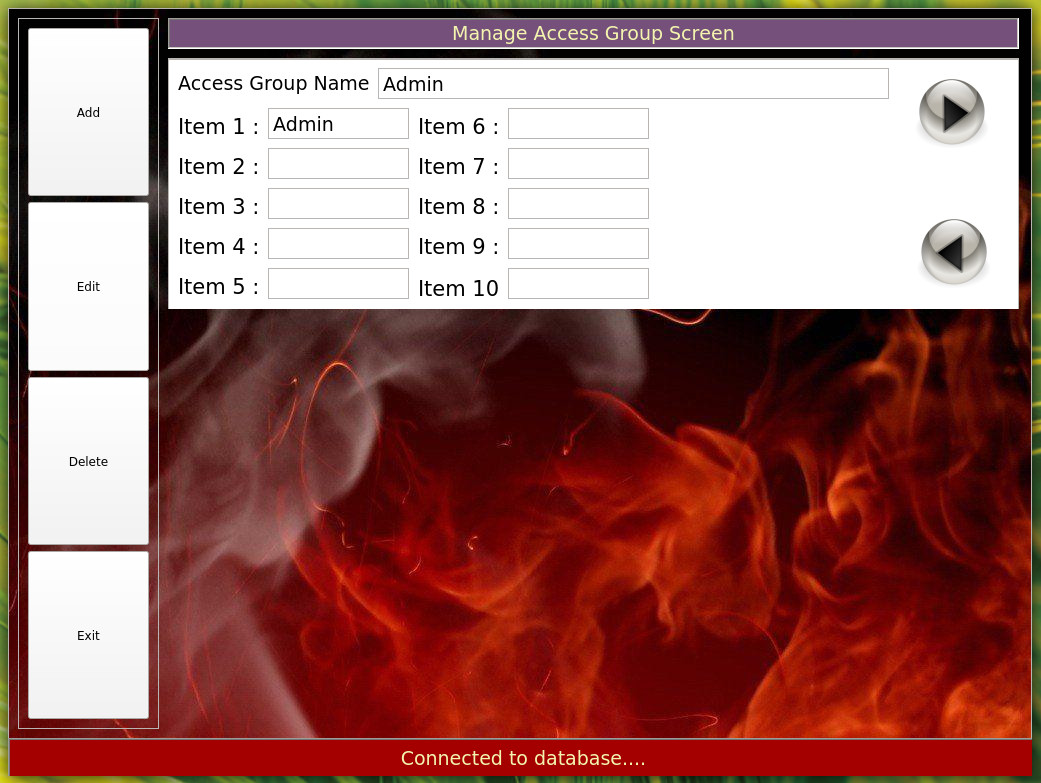 Manage Access Group Screen
Add
Edit
Delete
Exit
Access Group Name Admin
Item 1 : Admin Item 6 :
Item 2 : Item 7 :
Item 3 : Item 8 :
Item 4 : Item 9 :
Item 5 : Item 10
Connected to database....